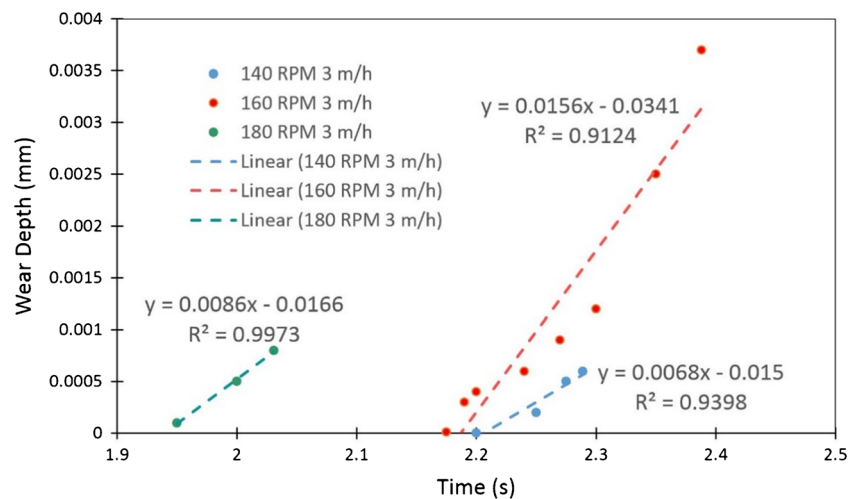 0.004
0.0035
0.003
0.0025
0.002
0.0015
0.001
0.0005
0
Wear Depth (mm)
140 RPM 3 m/h
160 RPM 3 m/h
180 RPM 3 m/h
Linear (140 RPM 3 m/h)
Linear (160 RPM 3 m/h)
Linear (180 RPM 3 m/h)
y = 0.0156x - 0.0341
R² = 0.9124
y = 0.0086x - 0.0166
R² = 0.9973
y = 0.0068x - 0.015
R² = 0.9398
1.9 2 2.1 2.2 2.3 2.4 2.5
Time (s)